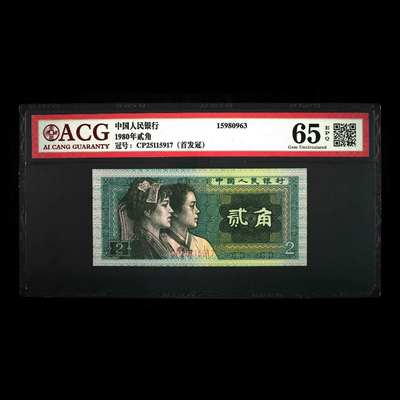 ACG
AI CANG GUARANTY
中国人民银行
1980年贰角
冠号：CP25115917（首发冠）
15980963
65 EPQ
Gem Uncirculated
中国人民银行
贰角
2
2